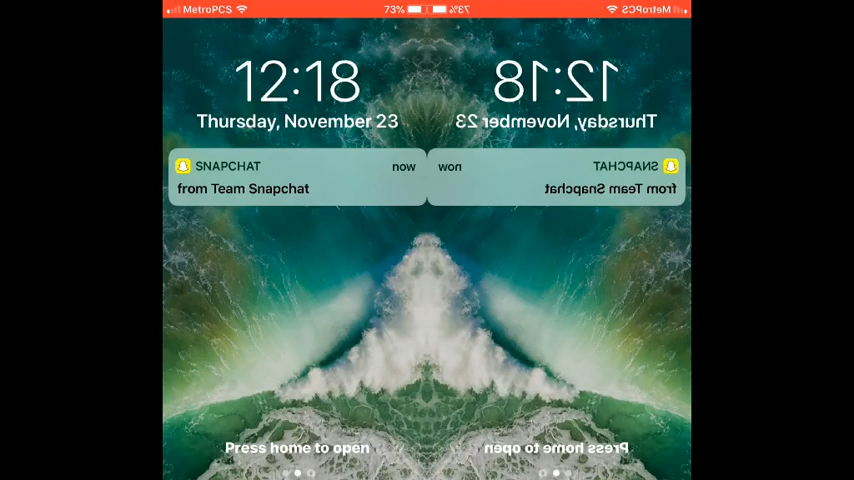 MetroPCS 73% 73% MetroPCS
12:18 12:18
Thursday, November 23 Thursday, November 23
SNAPCHAT now now SNAPCHAT
from Team Snapchat from Team Snapchat
Press home to open Press home to open